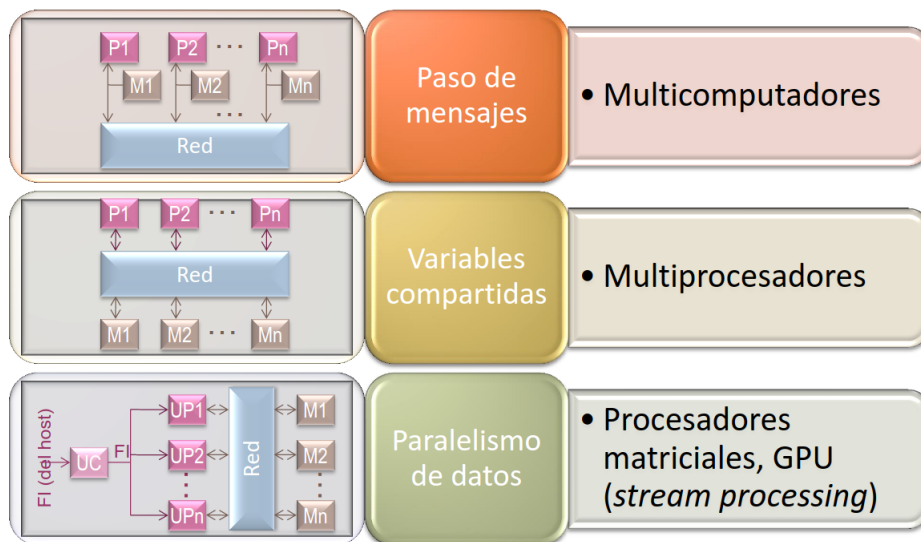 P1 P2 ... Pn
M1 M2 Mn
...
Red
Paso de
mensajes
• Multicomputadores
P1 P2 ... Pn
Red
M1 M2 ... Mn
Variables
compartidas
• Multiprocesadores
FI (del host)
UC
FI
UP1
UP2
...
UPn
Red
M1
M2
...
Mn
Paralelismo
de datos
• Procesadores
matriciales, GPU
(stream processing)